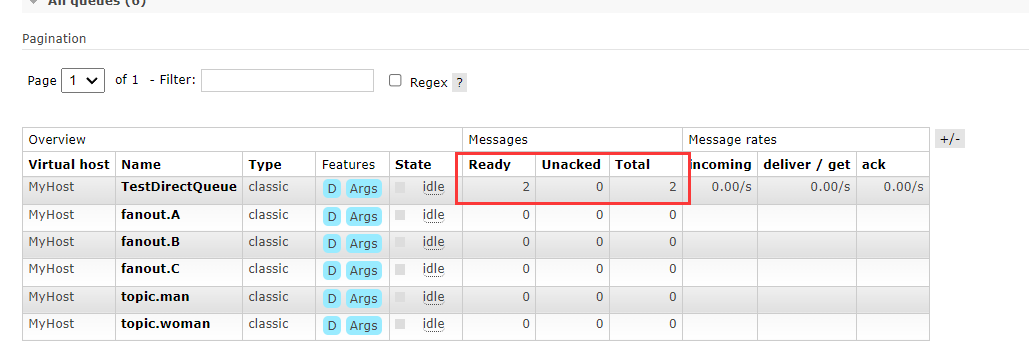 All queues (6)
Pagination
Page 1 of 1 - Filter: Regex ?
Overview Messages Message rates +/-
Virtual host Name Type Features State Ready Unacked Total incoming deliver / get ack
MyHost TestDirectQueue classic D Args idle 2 0 2 0.00/s 0.00/s 0.00/s
MyHost fanout.A classic D Args idle 0 0 0
MyHost fanout.B classic D Args idle 0 0 0
MyHost fanout.C classic D Args idle 0 0 0
MyHost topic.man classic D Args idle 0 0 0
MyHost topic.woman classic D Args idle 0 0 0